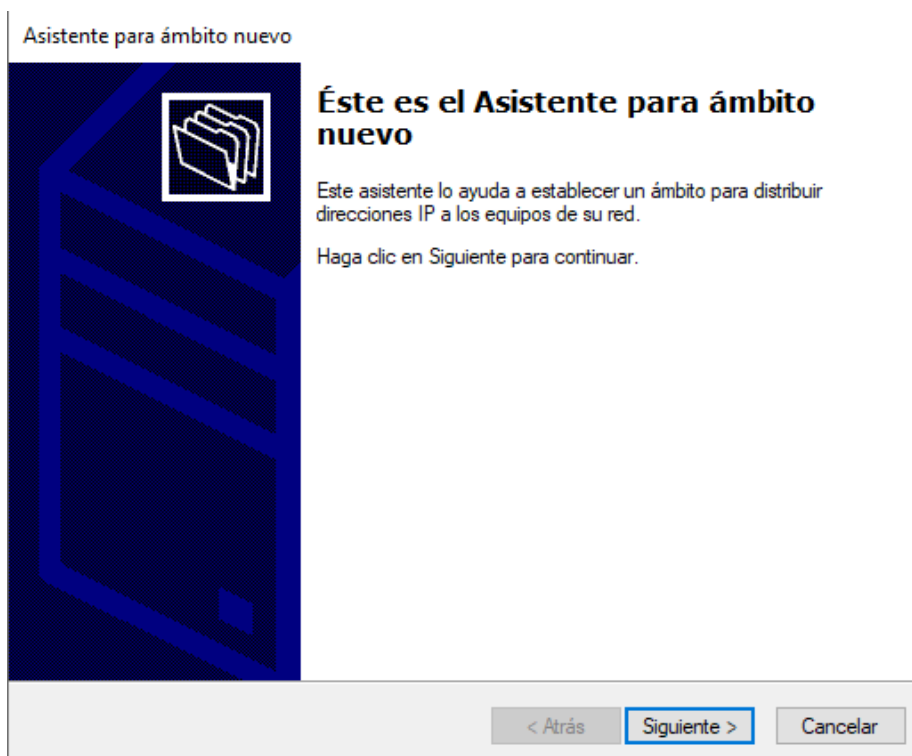 Asistente para ámbito nuevo
Éste es el Asistente para ámbito
nuevo
Este asistente lo ayuda a establecer un ámbito para distribuir
direcciones IP a los equipos de su red.
Haga clic en Siguiente para continuar.
< Atrás Siguiente > Cancelar